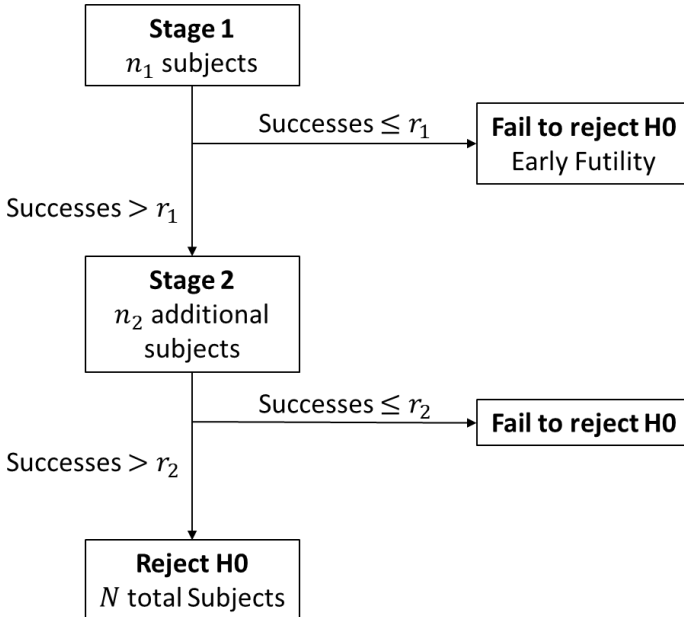 Stage 1
n₁ subjects
Successes ≤ r₁
Fail to reject H0
Early Futility
Successes > r₁
Stage 2
n₂ additional
subjects
Successes ≤ r₂
Fail to reject H0
Successes > r₂
Reject H0
N total Subjects